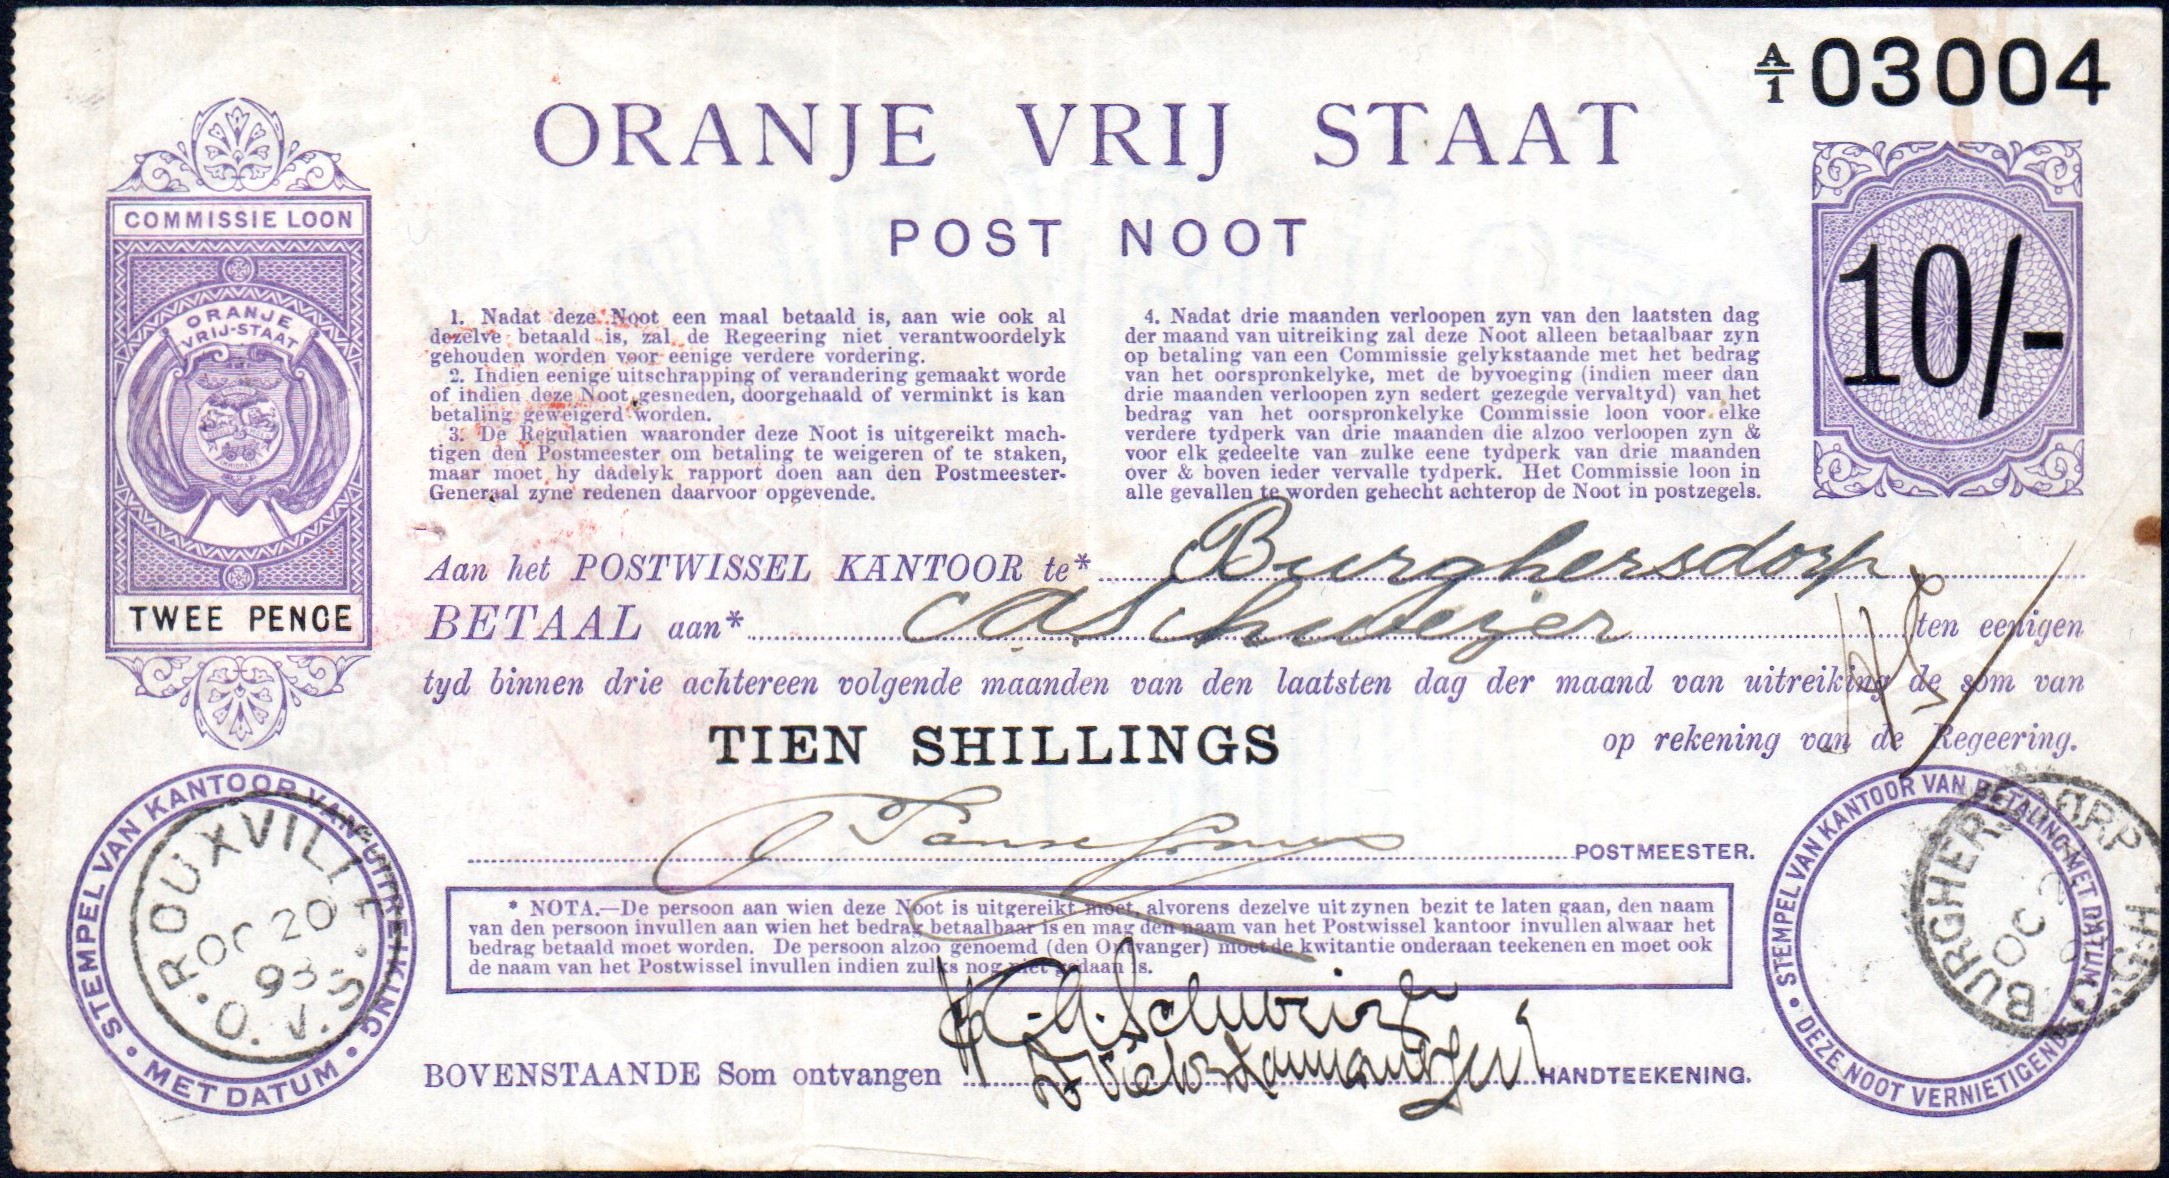 A/1 03004
ORANJE VRIJ STAAT
POST NOOT
COMMISSIE LOON
ORANJE
VRIJ-STAAT
TWEE PENCE
10/-
1. Nadat deze Noot een maal betaald is, aan wie ook al
dezelve betaald is, zal de Regeering niet verantwoordelyk
gehouden worden voor eenige verdere vordering.
2. Indien eenige uitschrapping of verandering gemaakt worde
of indien deze Noot gesneden, doorgehaald of verminkt is kan
betaling geweigerd worden.
3. De Regulatien waaronder deze Noot is uitgereikt mach-
tigen den Postmeester om betaling te weigeren of te staken,
maar moet hy dadelyk rapport doen aan den Postmeester-
Generaal zyne redenen daarvoor opgevende.
4. Nadat drie maanden verloopen zyn van den laatsten dag
der maand van uitreiking zal deze Noot alleen betaalbaar zyn
op betaling van een Commissie gelykstaande met het bedrag
van het oorspronkelyke, met de byvoeging (indien meer dan
drie maanden verloopen zyn sedert gezegde vervaltyd) van het
bedrag van het oorspronkelyke Commissie loon voor elke
verdere tydperk van drie maanden die alzoo verloopen zyn &
voor elk gedeelte van zulke eene tydperk van drie maanden
over & boven ieder vervalle tydperk. Het Commissie loon in
alle gevallen te worden gehecht achterop de Noot in postzegels.
Aan het POSTWISSEL KANTOOR te* Burghersdorp
BETAAL aan* CA Schweizer ten eenigen
tyd binnen drie achtereen volgende maanden van den laatsten dag der maand van uitreiking de som van
TIEN SHILLINGS op rekening van de Regeering.
POSTMEESTER.
* NOTA.—De persoon aan wien deze Noot is uitgereikt moet, alvorens dezelve uit zynen bezit te laten gaan, den naam
van den persoon invullen aan wien het bedrag betaalbaar is en mag den naam van het Postwissel kantoor invullen alwaar het
bedrag betaald moet worden. De persoon alzoo genoemd (den Ontvanger) moet de kwitantie onderaan teekenen en moet ook
de naam van het Postwissel invullen indien zulks nog niet gedaan is.
C. A. Schweizer
BOVENSTAANDE Som ontvangen HANDTEEKENING.
STEMPEL VAN KANTOOR VAN UITREIKING
• MET DATUM •
ROUXVILLE
OC 20
98
O.V.S.
STEMPEL VAN KANTOOR VAN BETALING MET DATUM
• DEZE NOOT VERNIETIGENDE
BURGHERSDORP
OC 2